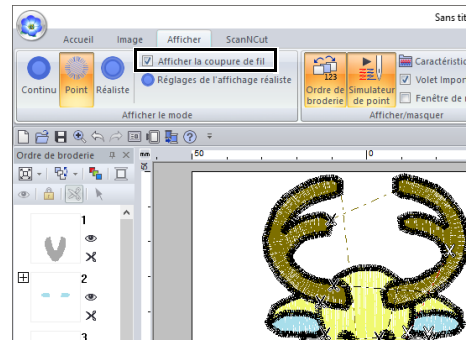 Sans tit
Accueil Image Afficher ScanNCut
Afficher la coupure de fil
Réglages de l'affichage réaliste
Continu Point Réaliste
Afficher le mode
Ordre de broderie
Simulateur de point
Caractéristic
Volet Impor
Fenêtre de
Afficher/masquer
Ordre de broderie
mm 50 0
1
2
3